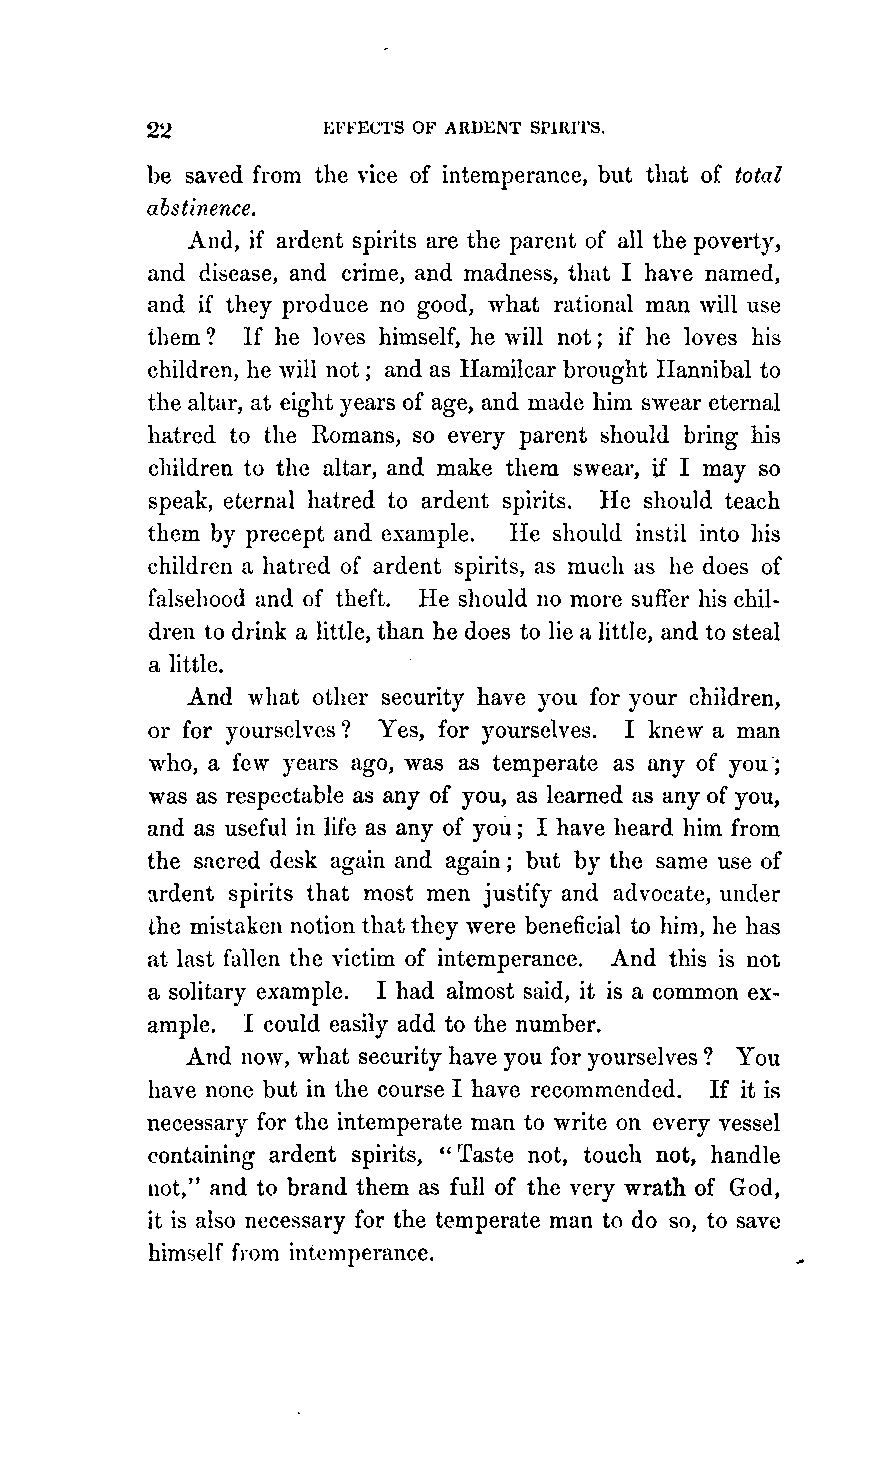 22 EFFECTS OF ARDENT SPIRITS.
be saved from the vice of intemperance, but that of total
abstinence.
And, if ardent spirits are the parent of all the poverty,
and disease, and crime, and madness, that I have named,
and if they produce no good, what rational man will use
them? If he loves himself, he will not; if he loves his
children, he will not; and as Hamilcar brought Hannibal to
the altar, at eight years of age, and made him swear eternal
hatred to the Romans, so every parent should bring his
children to the altar, and make them swear, if I may so
speak, eternal hatred to ardent spirits. He should teach
them by precept and example. He should instil into his
children a hatred of ardent spirits, as much as he does of
falsehood and of theft. He should no more suffer his chil-
dren to drink a little, than he does to lie a little, and to steal
a little.
And what other security have you for your children,
or for yourselves? Yes, for yourselves. I knew a man
who, a few years ago, was as temperate as any of you;
was as respectable as any of you, as learned as any of you,
and as useful in life as any of you; I have heard him from
the sacred desk again and again; but by the same use of
ardent spirits that most men justify and advocate, under
the mistaken notion that they were beneficial to him, he has
at last fallen the victim of intemperance. And this is not
a solitary example. I had almost said, it is a common ex-
ample. I could easily add to the number.
And now, what security have you for yourselves? You
have none but in the course I have recommended. If it is
necessary for the intemperate man to write on every vessel
containing ardent spirits, "Taste not, touch not, handle
not," and to brand them as full of the very wrath of God,
it is also necessary for the temperate man to do so, to save
himself from intemperance.